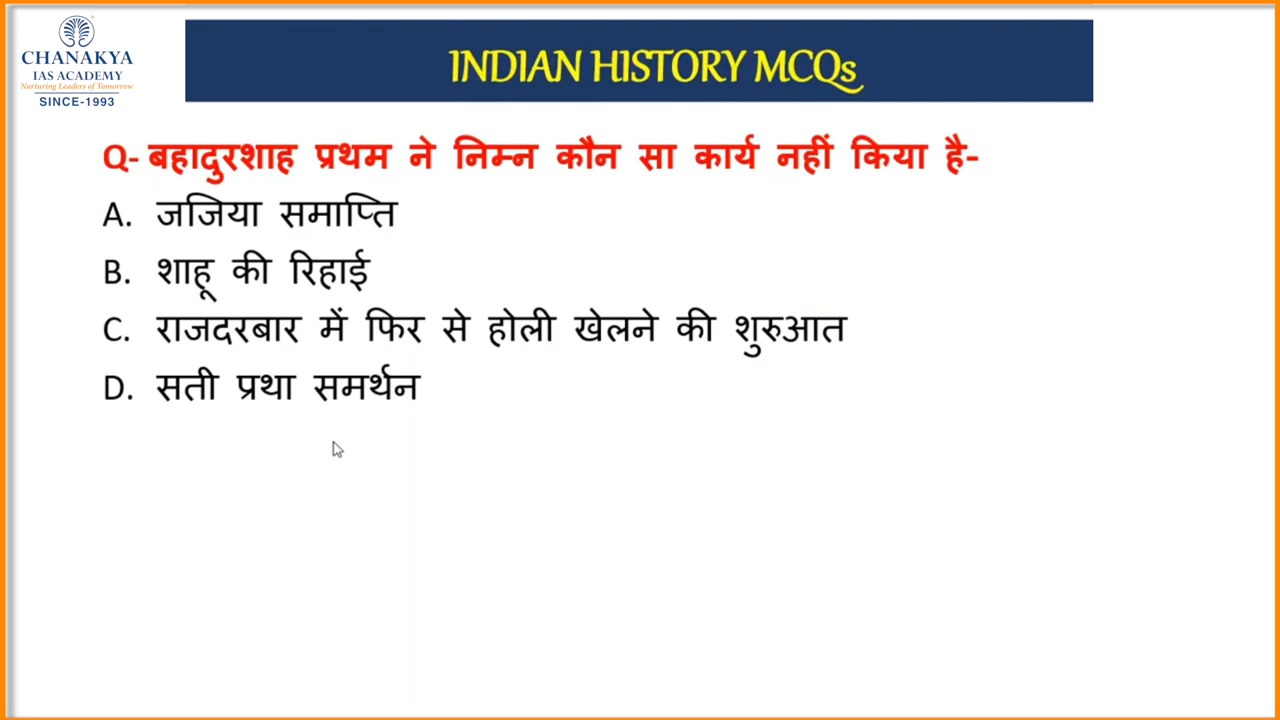 CHANAKYA
IAS ACADEMY
Nurturing Leaders of Tomorrow
SINCE-1993
INDIAN HISTORY MCQs
Q- बहादुरशाह प्रथम ने निम्न कौन सा कार्य नहीं किया है-
A. जजिया समाप्ति
B. शाहू की रिहाई
C. राजदरबार में फिर से होली खेलने की शुरुआत
D. सती प्रथा समर्थन